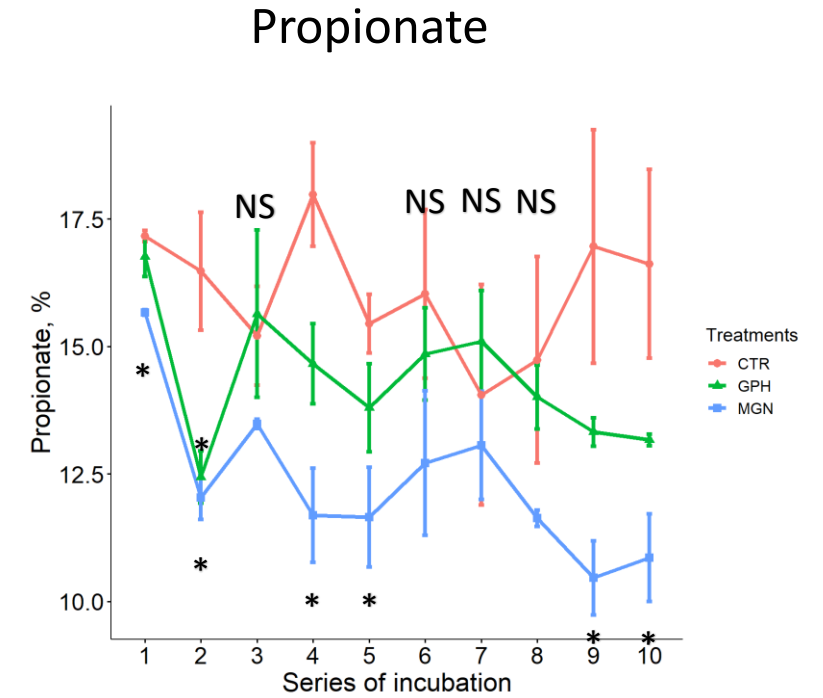 Propionate
NS
NS NS NS
17.5
15.0
12.5
10.0
Propionate, %
*
*
*
*
*
*
*
1 2 3 4 5 6 7 8 9 10
Series of incubation
Treatments
CTR
GPH
MGN